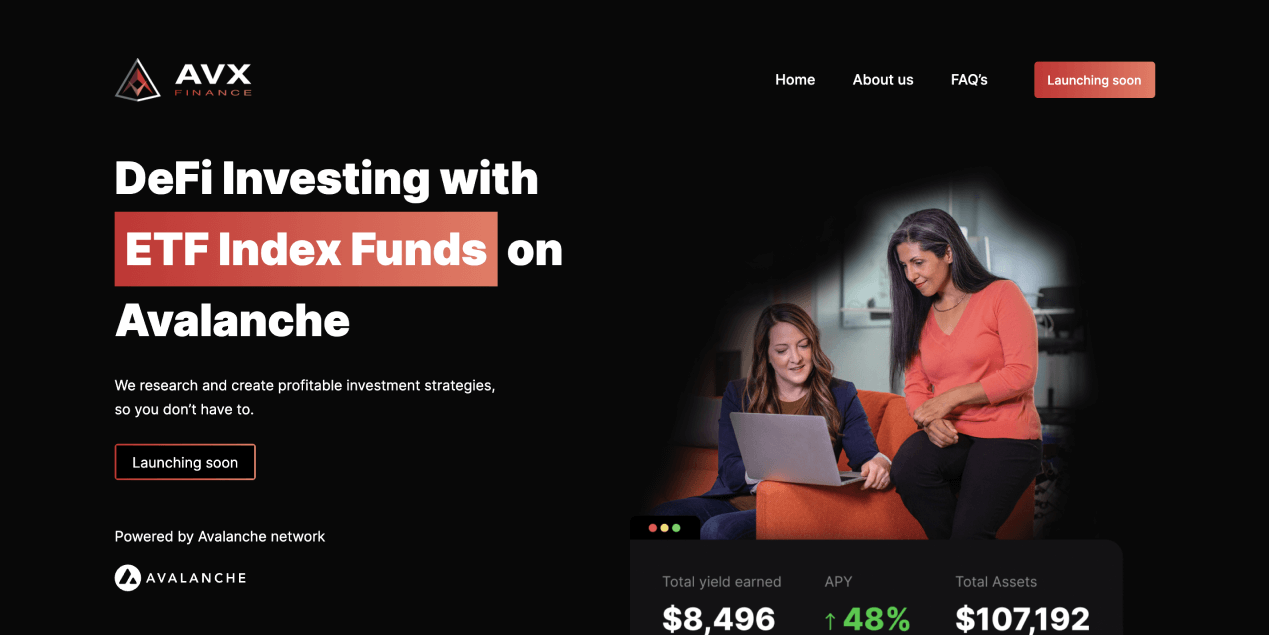 AVX
FINANCE
Home About us FAQ’s Launching soon
DeFi Investing with
ETF Index Funds on
Avalanche
We research and create profitable investment strategies,
so you don’t have to.
Launching soon
Powered by Avalanche network
AVALANCHE
Total yield earned APY Total Assets
$8,496 ↑ 48% $107,192